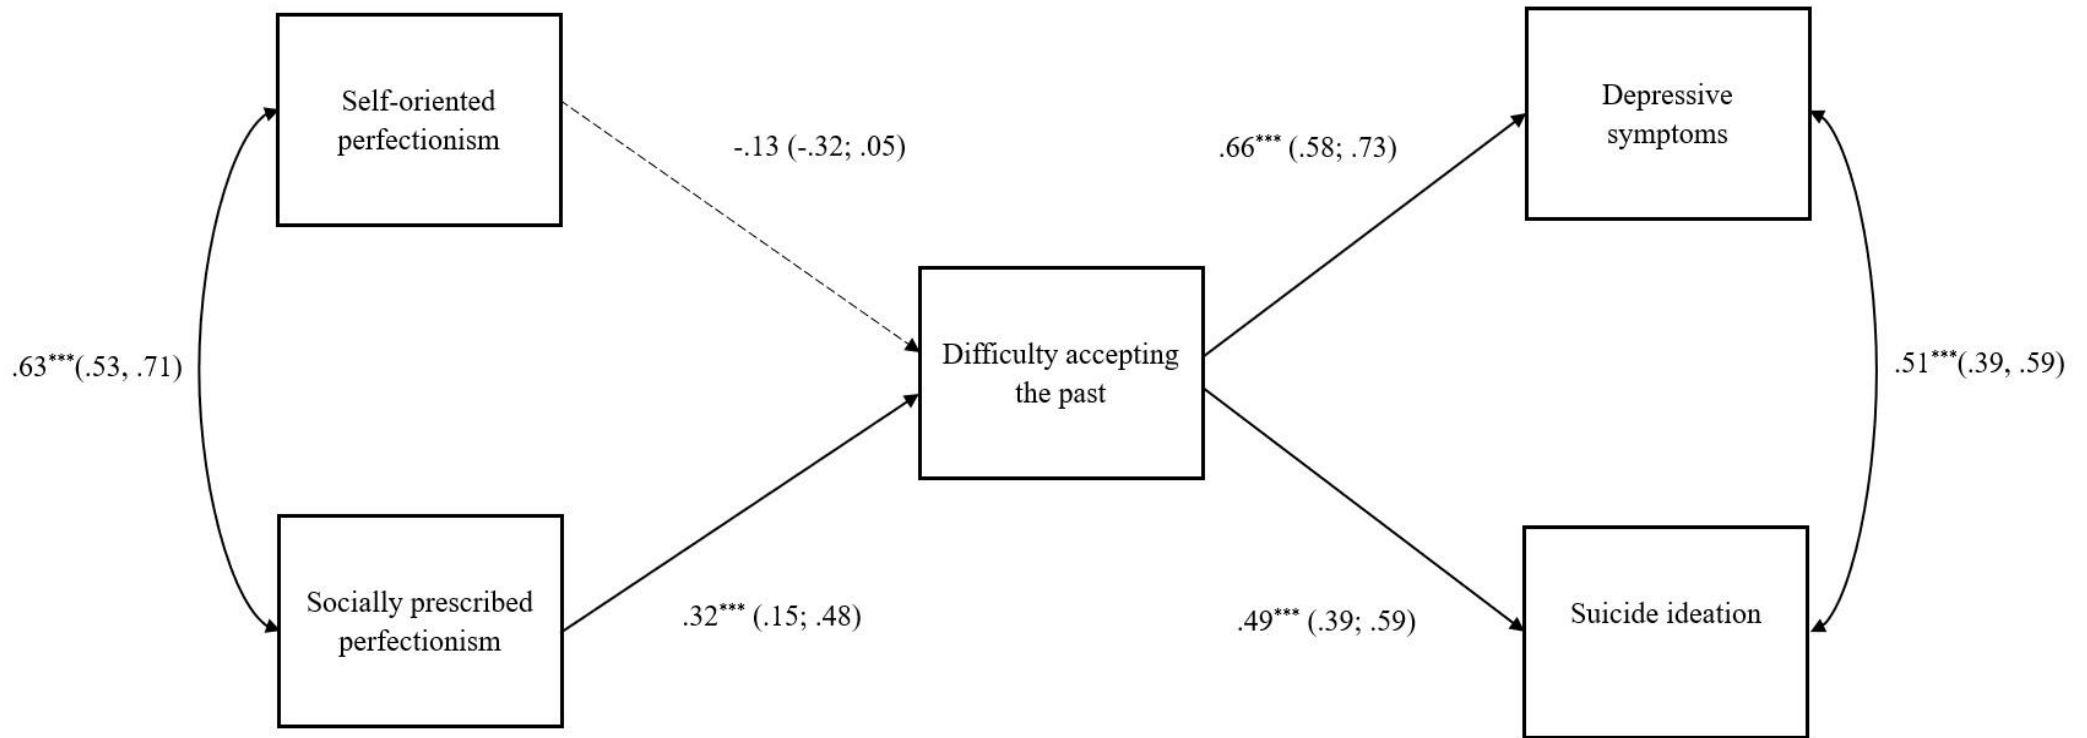 Self-oriented
perfectionism
Depressive
symptoms
-.13 (-.32; .05)
.66*** (.58; .73)
Difficulty accepting
the past
.63***(.53, .71)
.51***(.39, .59)
Socially prescribed
perfectionism
.32*** (.15; .48)
.49*** (.39; .59)
Suicide ideation